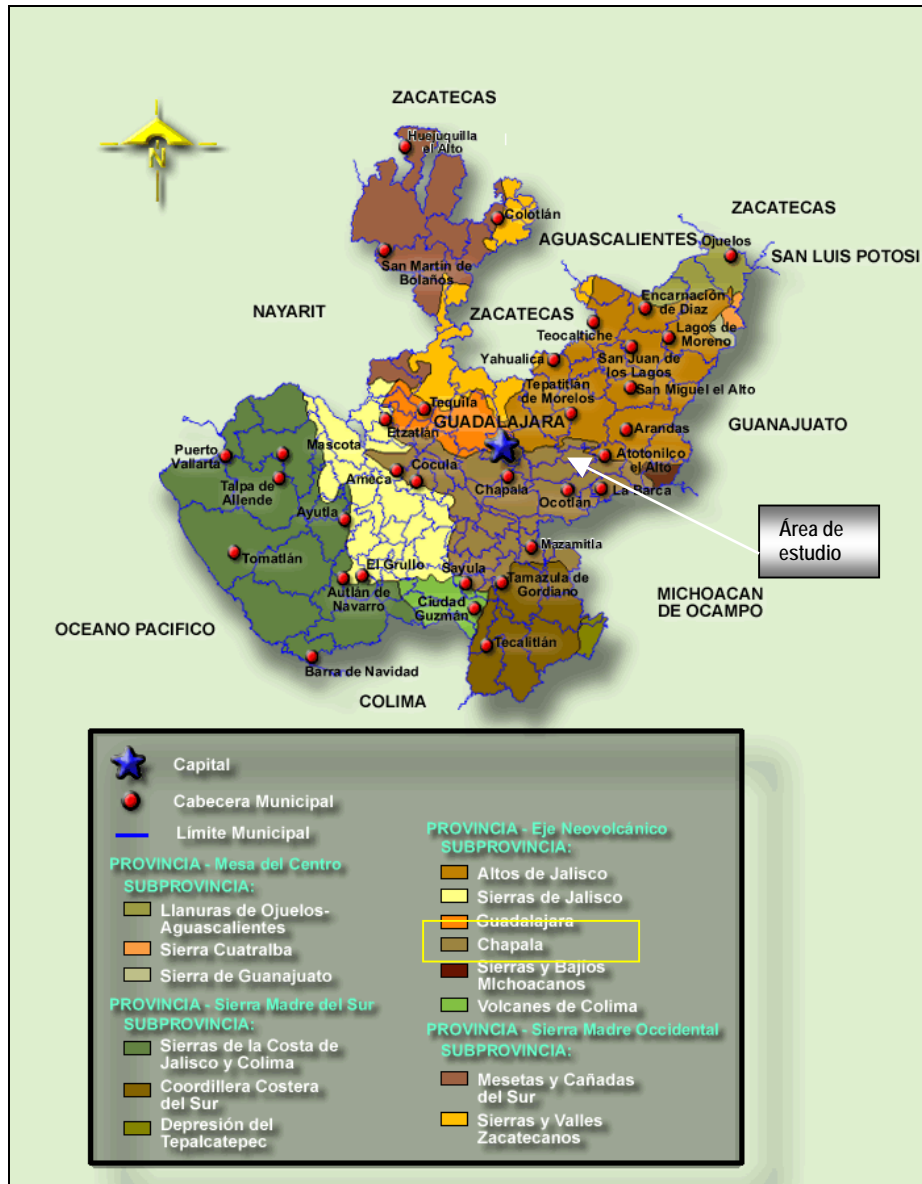 ZACATECAS
Huejuquilla
el Alto
N
Colotlán
ZACATECAS
AGUASCALIENTES
Ojuelos
SAN LUIS POTOSI
San Martín de
Bolaños
NAYARIT
ZACATECAS
Encarnación
de Diaz
Teocaltiche
Lagos de
Moreno
Yahualica
San Juan de
los Lagos
Tepatitlán
de Morelos
San Miguel el Alto
Tequila
GUADALAJARA
Etzatlán
Arandas
GUANAJUATO
Puerto
Vallarta
Mascota
Atotonilco
el Alto
Cocula
Ameca
Chapala
Talpa de
Allende
Ocotlán
La Barca
Ayutla
Área de
estudio
Mazamitla
Tomatlán
El Grullo
Sayula
Tamazula de
Gordiano
Autlán de
Navarro
Ciudad
Guzmán
MICHOACAN
DE OCAMPO
OCEANO PACIFICO
Tecalitlán
Barra de Navidad
COLIMA
Capital
Cabecera Municipal
Límite Municipal
PROVINCIA - Mesa del Centro
SUBPROVINCIA:
Llanuras de Ojuelos-
Aguascalientes
Sierra Cuatralba
Sierra de Guanajuato
PROVINCIA - Sierra Madre del Sur
SUBPROVINCIA:
Sierras de la Costa de
Jalisco y Colima
Coordillera Costera
del Sur
Depresión del
Tepalcatepec
PROVINCIA - Eje Neovolcánico
SUBPROVINCIA:
Altos de Jalisco
Sierras de Jalisco
Guadalajara
Chapala
Sierras y Bajíos
MIchoacanos
Volcanes de Colima
PROVINCIA - Sierra Madre Occidental
SUBPROVINCIA:
Mesetas y Cañadas
del Sur
Sierras y Valles
Zacatecanos